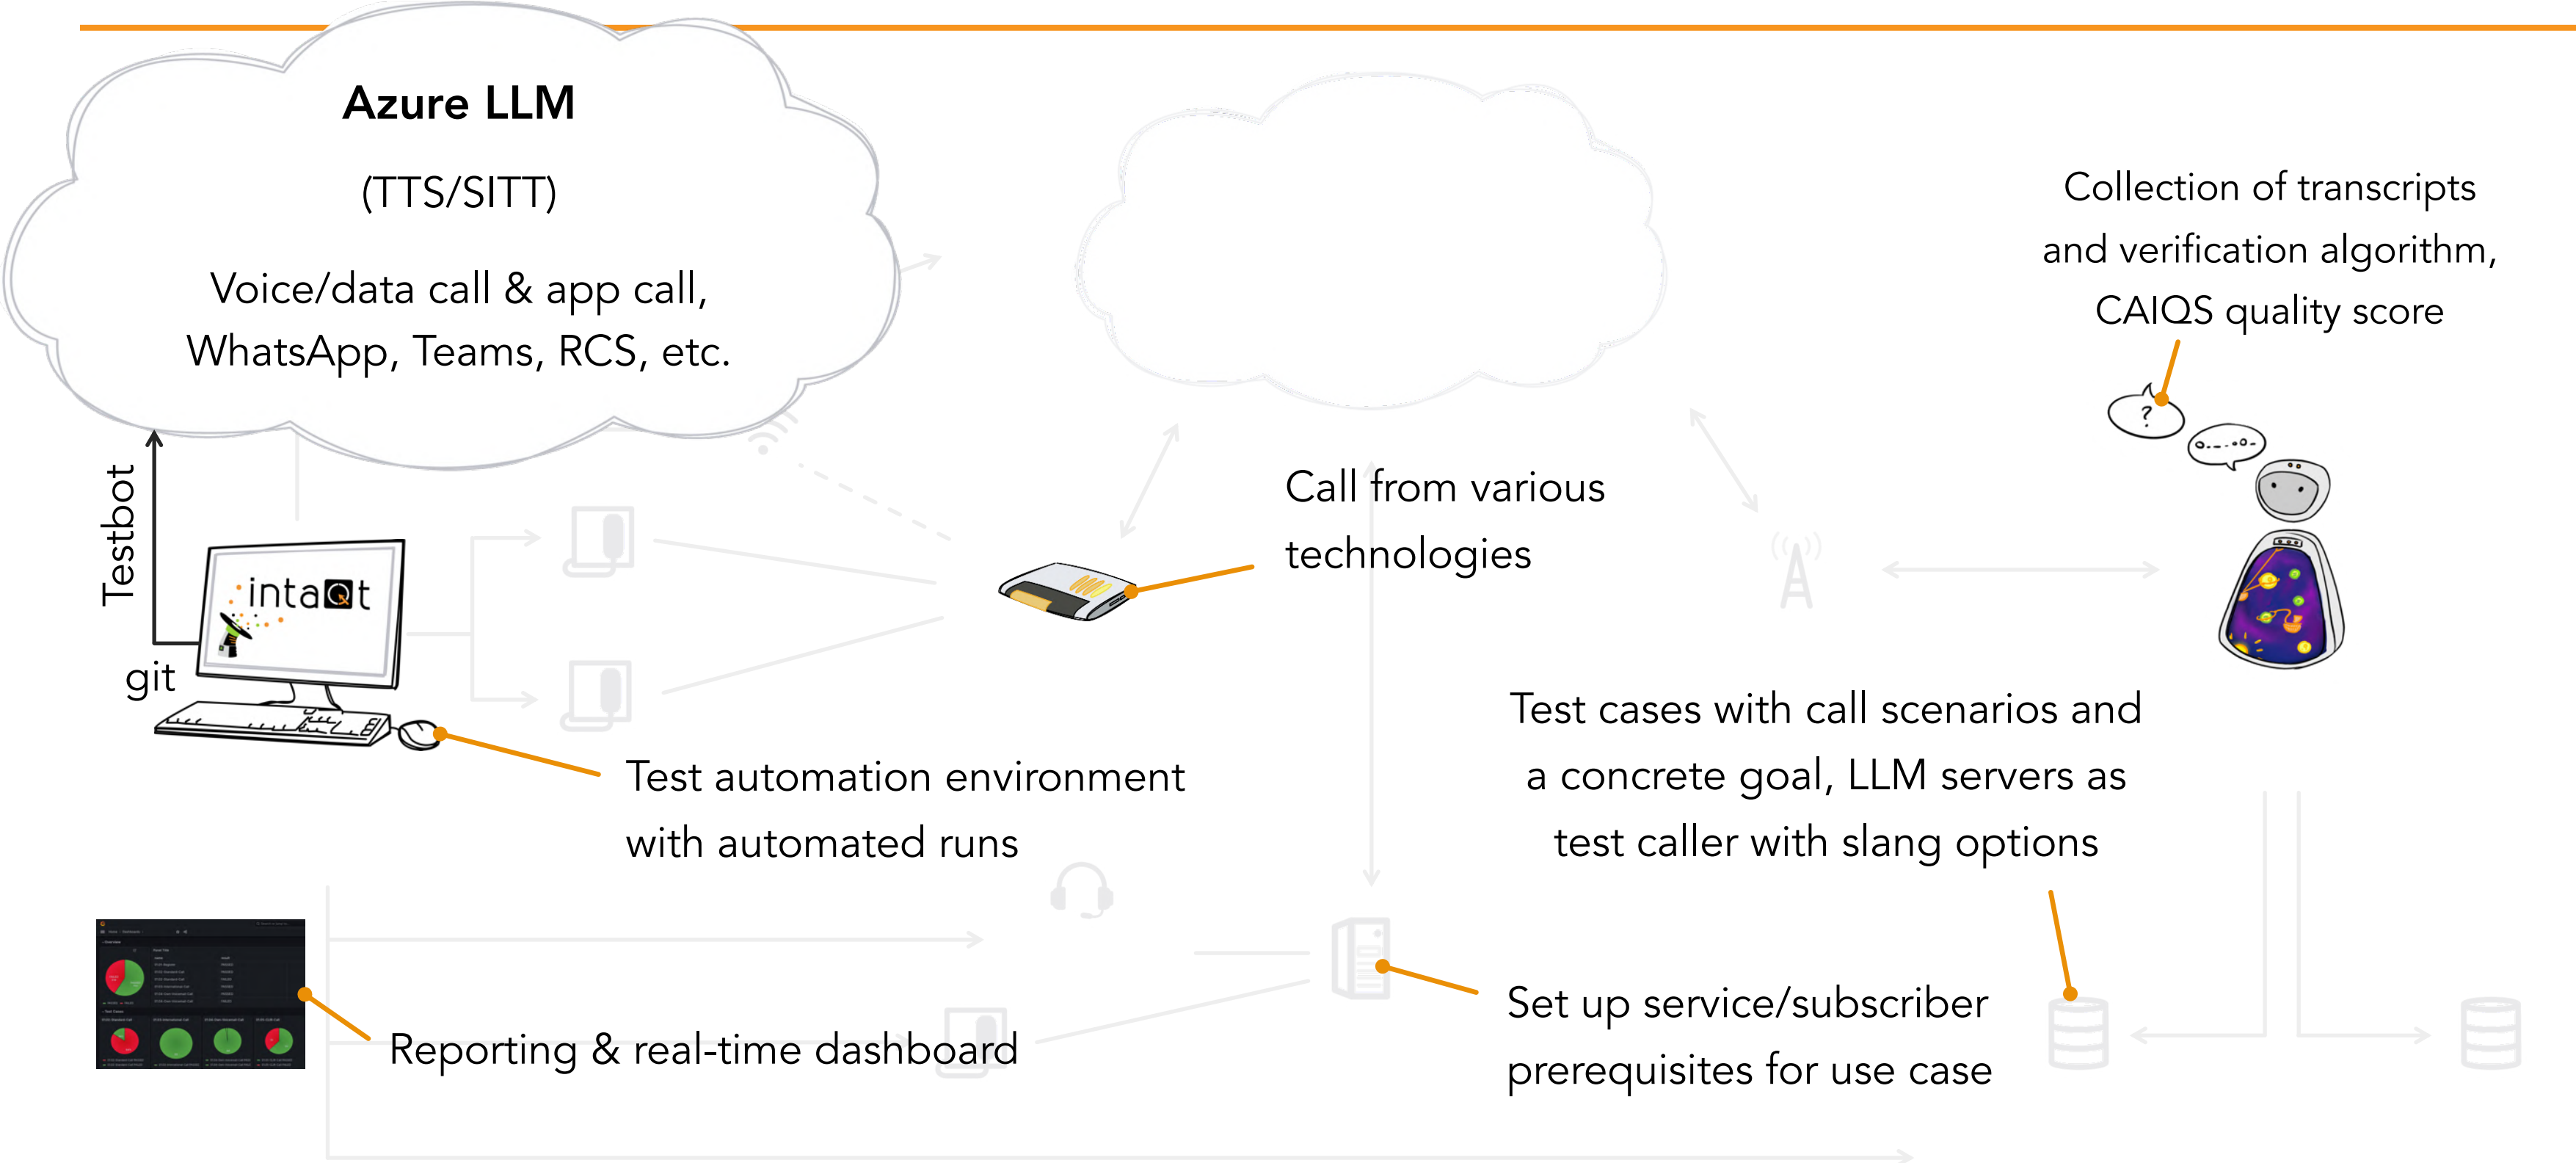 Azure LLM
(TTS/SITT)
Voice/data call & app call,
WhatsApp, Teams, RCS, etc.
Collection of transcripts
and verification algorithm,
CAIQS quality score
?
Testbot
intaQt
git
Call from various
technologies
Test automation environment
with automated runs
Test cases with call scenarios and
a concrete goal, LLM servers as
test caller with slang options
Reporting & real-time dashboard
Set up service/subscriber
prerequisites for use case